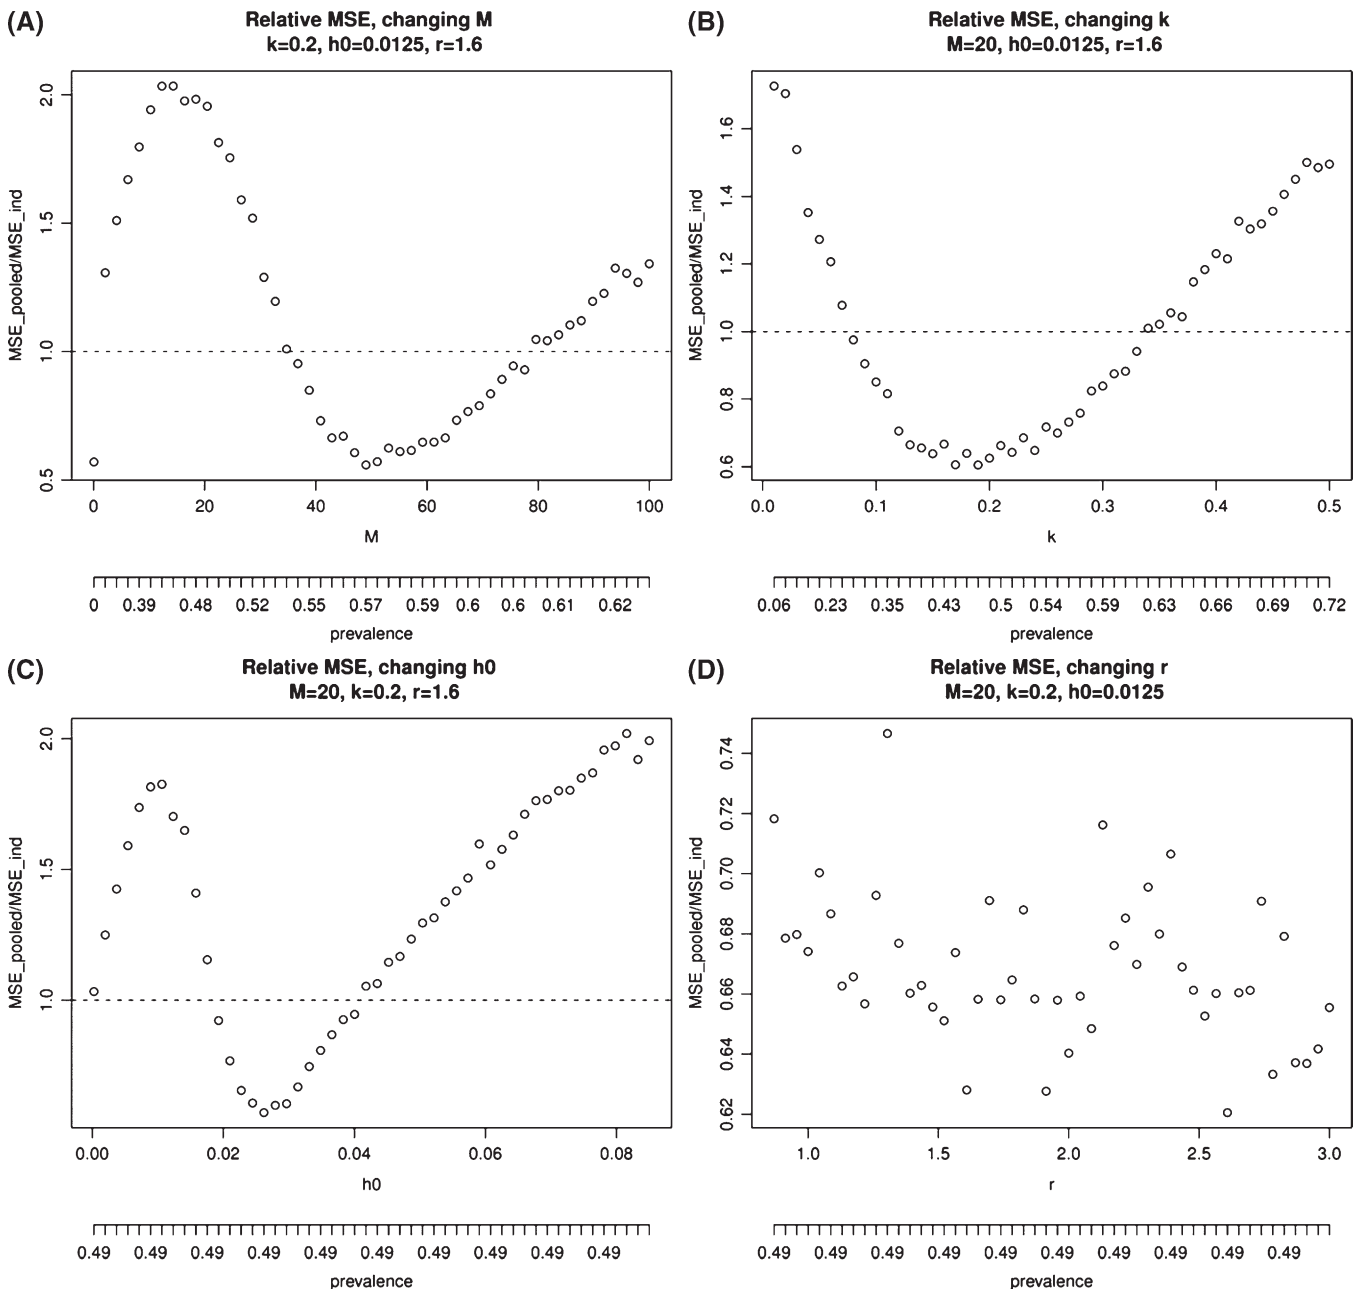 (A)
Relative MSE, changing M
k=0.2, h0=0.0125, r=1.6
MSE_pooled/MSE_ind
2.0
1.5
1.0
0.5
0 20 40 60 80 100
M
0 0.39 0.48 0.52 0.55 0.57 0.59 0.6 0.6 0.61 0.62
prevalence
(B)
Relative MSE, changing k
M=20, h0=0.0125, r=1.6
MSE_pooled/MSE_ind
1.6
1.4
1.2
1.0
0.8
0.6
0.0 0.1 0.2 0.3 0.4 0.5
k
0.06 0.23 0.35 0.43 0.5 0.54 0.59 0.63 0.66 0.69 0.72
prevalence
(C)
Relative MSE, changing h0
M=20, k=0.2, r=1.6
MSE_pooled/MSE_ind
2.0
1.5
1.0
0.00 0.02 0.04 0.06 0.08
h0
0.49 0.49 0.49 0.49 0.49 0.49 0.49 0.49 0.49 0.49
prevalence
(D)
Relative MSE, changing r
M=20, k=0.2, h0=0.0125
MSE_pooled/MSE_ind
0.74
0.72
0.70
0.68
0.66
0.64
0.62
1.0 1.5 2.0 2.5 3.0
r
0.49 0.49 0.49 0.49 0.49 0.49 0.49 0.49 0.49 0.49
prevalence